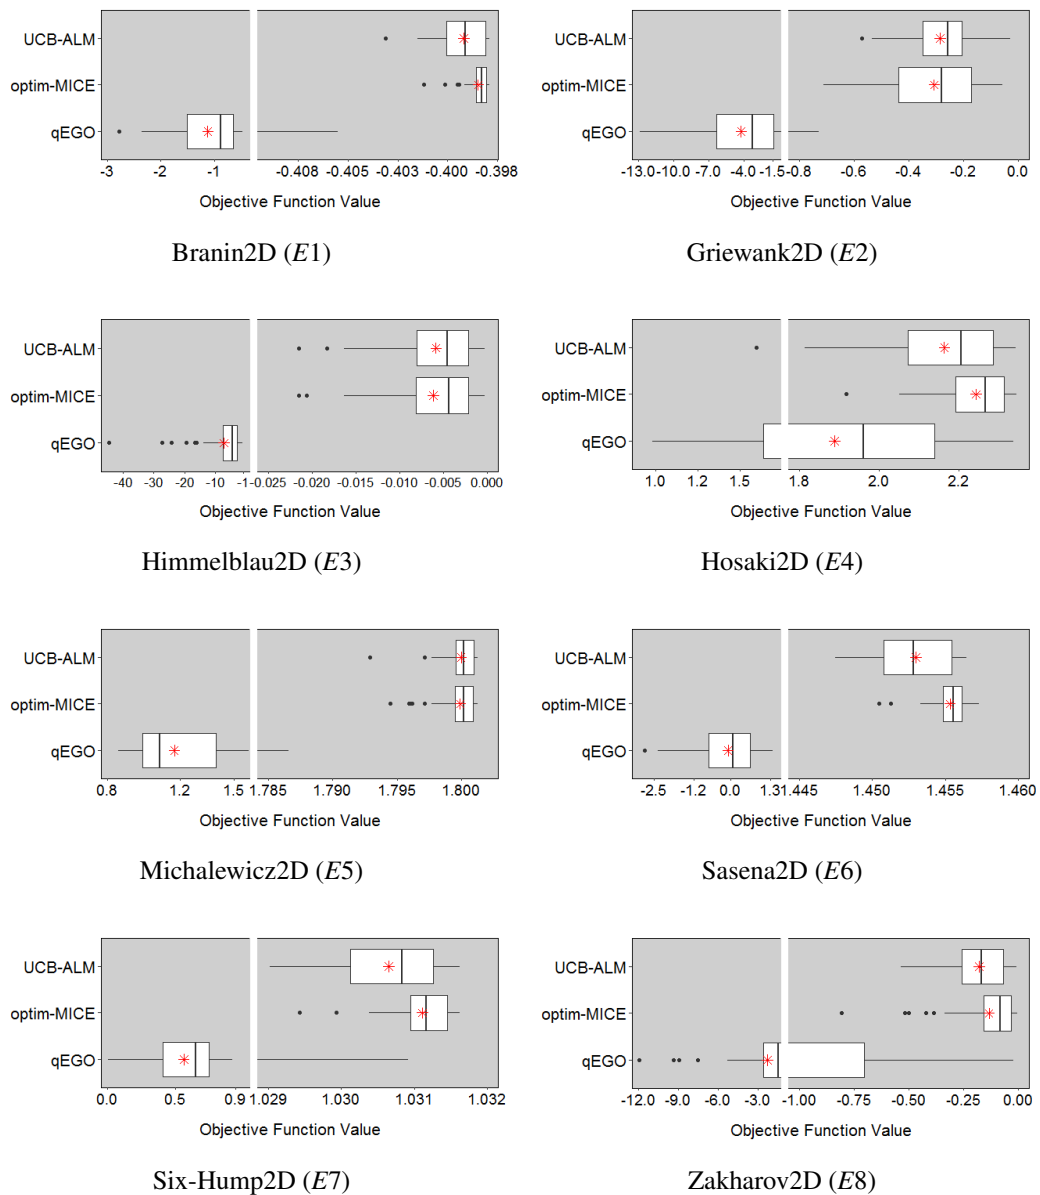 UCB-ALM
optim-MICE
qEGO
-3 -2 -1 -0.408 -0.405 -0.403 -0.400 -0.398
Objective Function Value
Branin2D (E1)
UCB-ALM
optim-MICE
qEGO
-13.0 -10.0 -7.0 -4.0 -1.5 -0.8 -0.6 -0.4 -0.2 0.0
Objective Function Value
Griewank2D (E2)
UCB-ALM
optim-MICE
qEGO
-40 -30 -20 -10 -1 -0.025 -0.020 -0.015 -0.010 -0.005 0.000
Objective Function Value
Himmelblau2D (E3)
UCB-ALM
optim-MICE
qEGO
1.0 1.2 1.5 1.8 2.0 2.2
Objective Function Value
Hosaki2D (E4)
UCB-ALM
optim-MICE
qEGO
0.8 1.2 1.5 1.785 1.790 1.795 1.800
Objective Function Value
Michalewicz2D (E5)
UCB-ALM
optim-MICE
qEGO
-2.5 -1.2 0.0 1.3 1.445 1.450 1.455 1.460
Objective Function Value
Sasena2D (E6)
UCB-ALM
optim-MICE
qEGO
0.0 0.5 0.9 1.029 1.030 1.031 1.032
Objective Function Value
Six-Hump2D (E7)
UCB-ALM
optim-MICE
qEGO
-12.0 -9.0 -6.0 -3.0 -1.00 -0.75 -0.50 -0.25 0.00
Objective Function Value
Zakharov2D (E8)